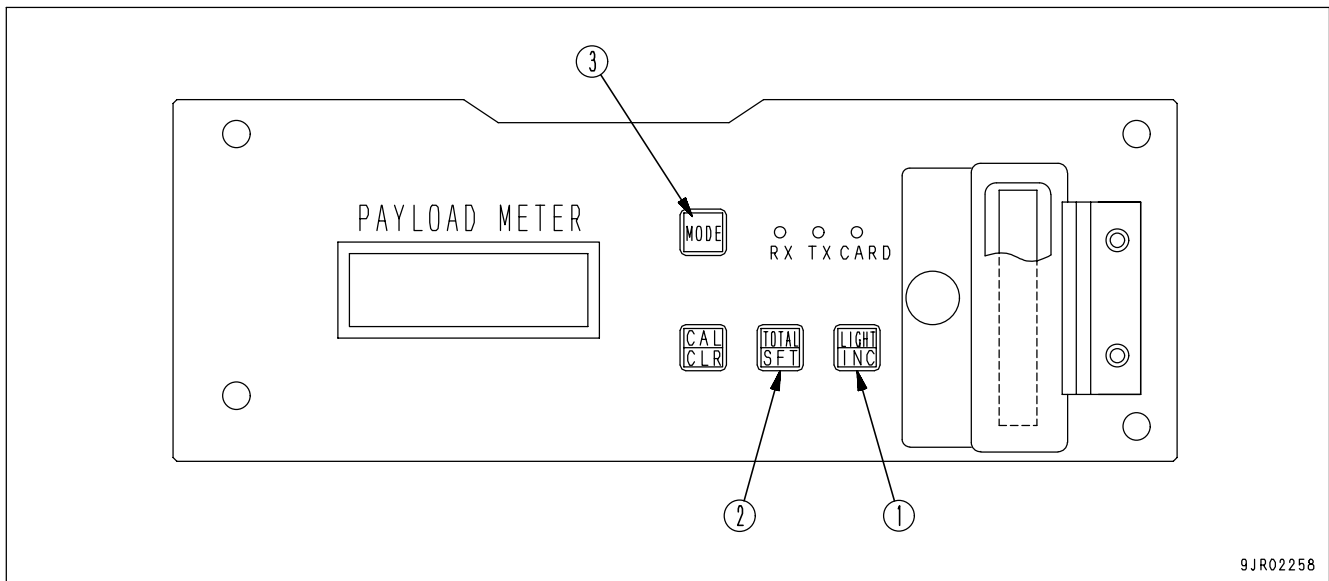 ③
PAYLOAD METER
MODE
RX TX CARD
CAL
CLR
TOTAL
SFT
LIGHT
INC
②
①
9JR02258